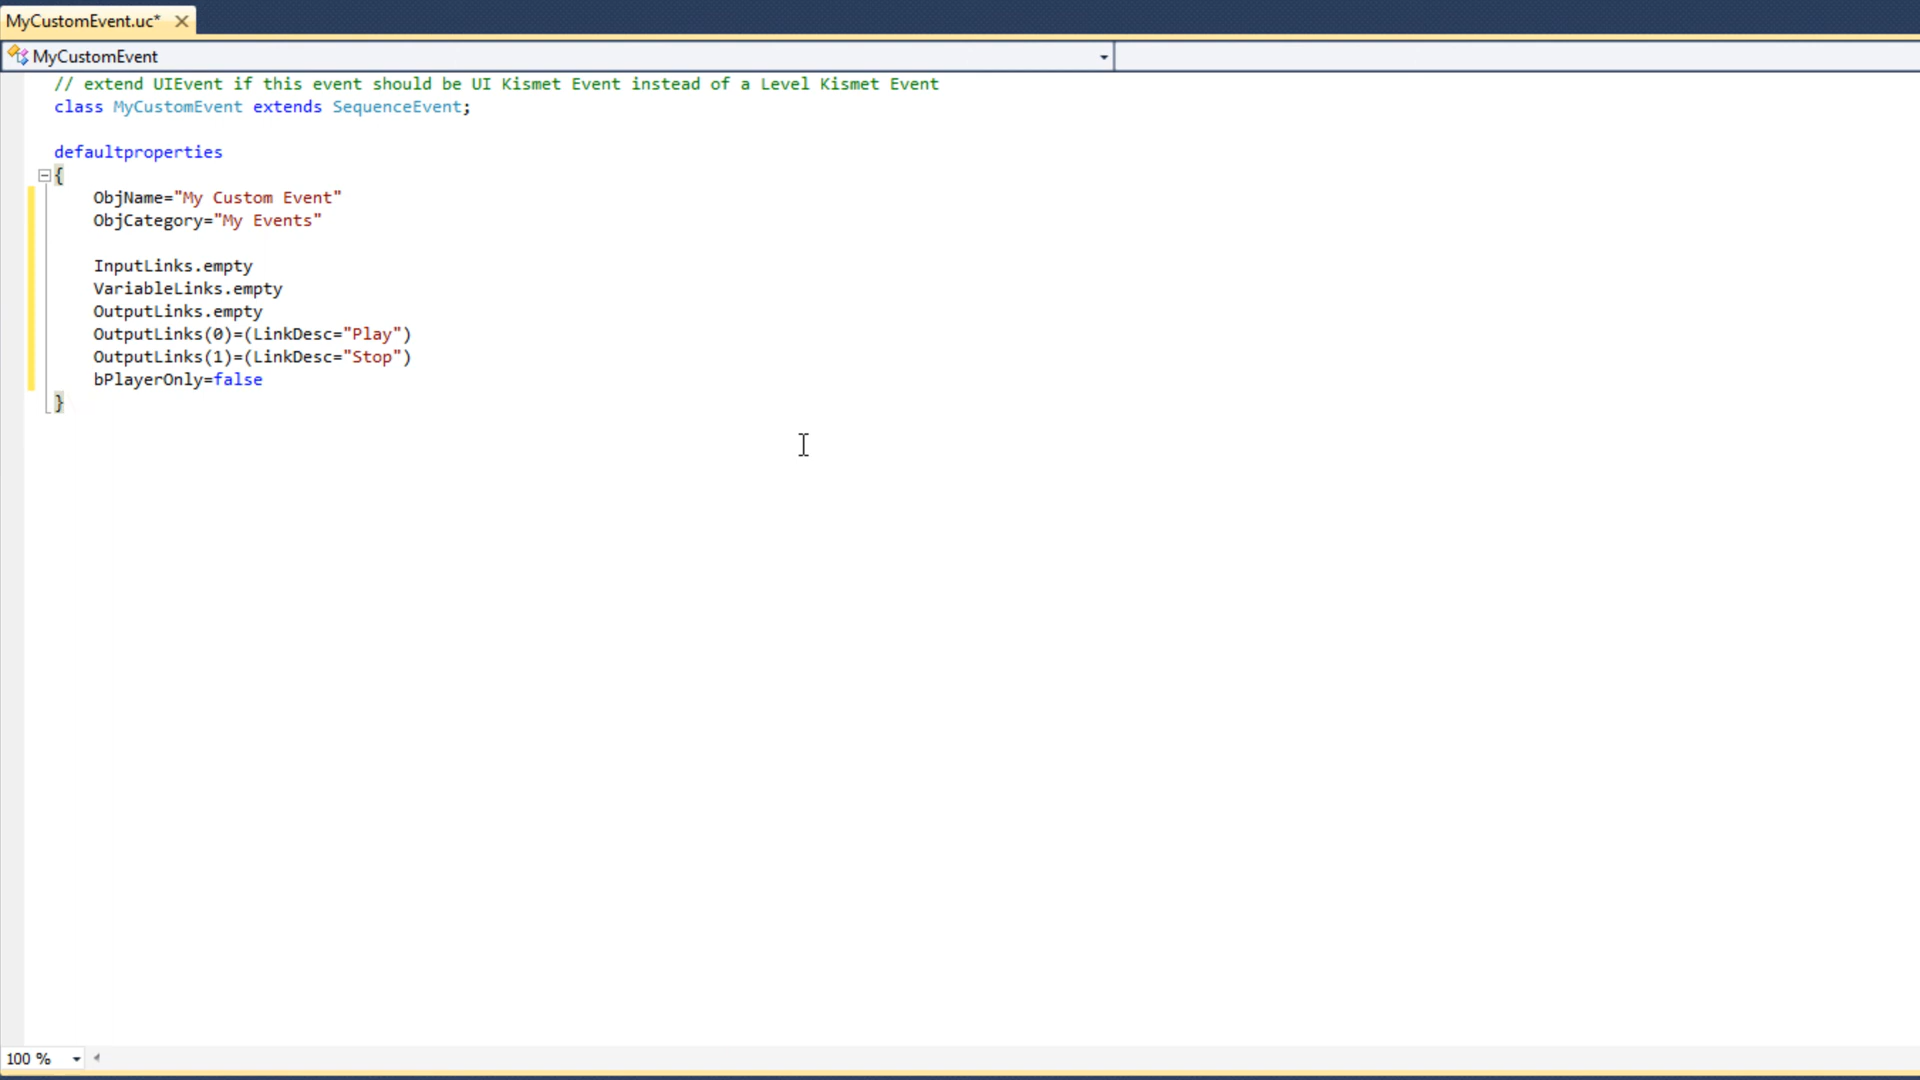 MyCustomEvent.uc*
MyCustomEvent
// extend UIEvent if this event should be UI Kismet Event instead of a Level Kismet Event
class MyCustomEvent extends SequenceEvent;
defaultproperties
{
ObjName="My Custom Event"
ObjCategory="My Events"
InputLinks.empty
VariableLinks.empty
OutputLinks.empty
OutputLinks(0)=(LinkDesc="Play")
OutputLinks(1)=(LinkDesc="Stop")
bPlayerOnly=false
}
100 %